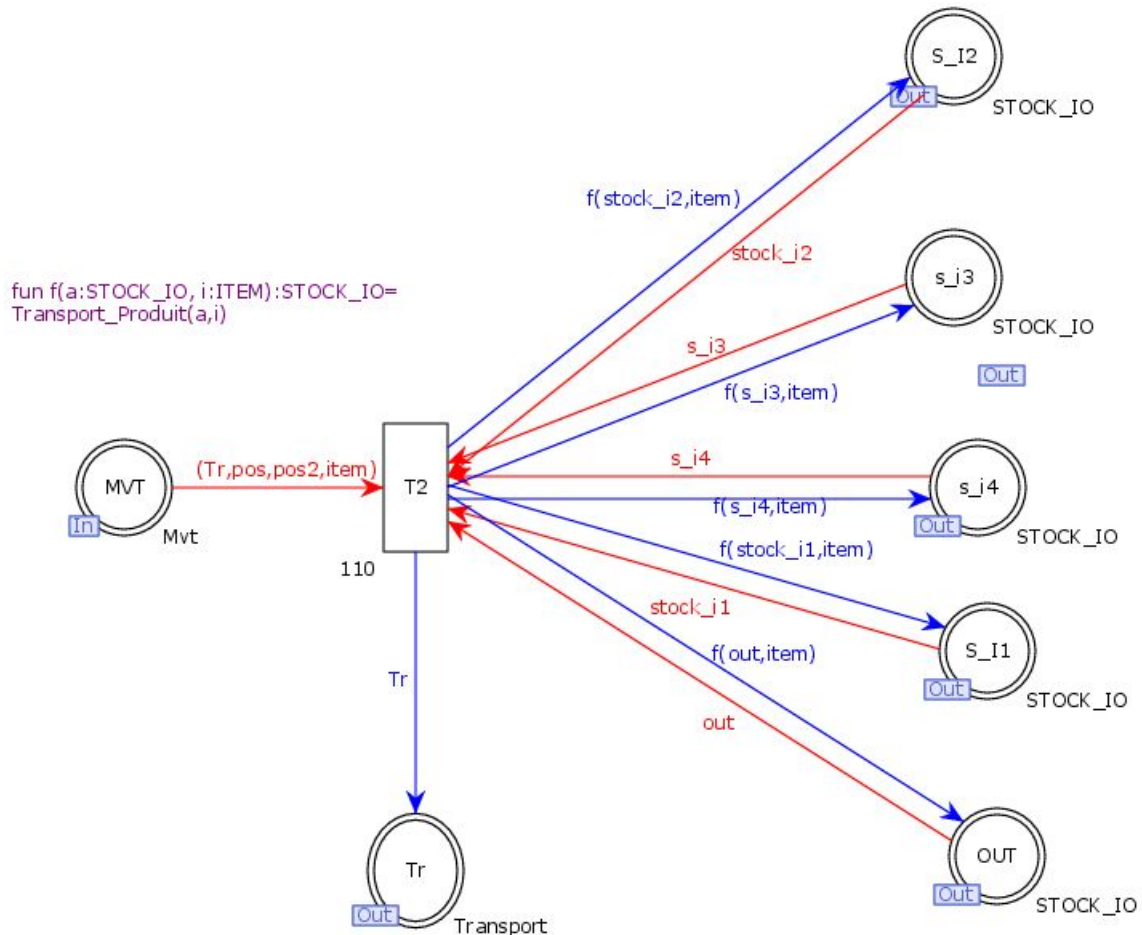 S_I2
Out
STOCK_IO
f(stock_i2,item)
stock_i2
fun f(a:STOCK_IO, i:ITEM):STOCK_IO=
Transport_Produit(a,i)
s_i3
STOCK_IO
s_i3
Out
f(s_i3,item)
MVT
In
Mvt
(Tr,pos,pos2,item)
T2
110
s_i4
s_i4
f(s_i4,item)
Out
STOCK_IO
f(stock_i1,item)
stock_i1
S_I1
Out
STOCK_IO
f(out,item)
Tr
out
OUT
Out
STOCK_IO
Tr
Out
Transport